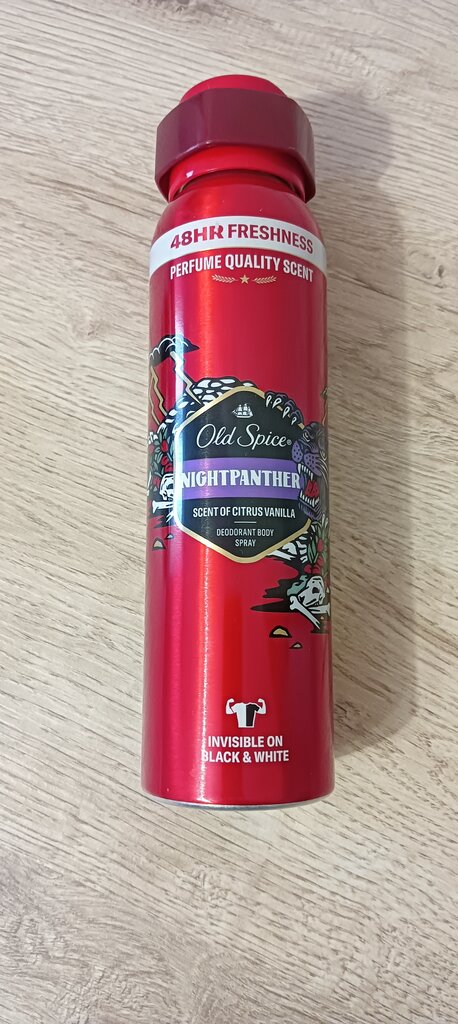 48HR FRESHNESS
PERFUME QUALITY SCENT
Old Spice®
NIGHTPANTHER
SCENT OF CITRUS VANILLA
DEODORANT BODY
SPRAY
INVISIBLE ON
BLACK & WHITE